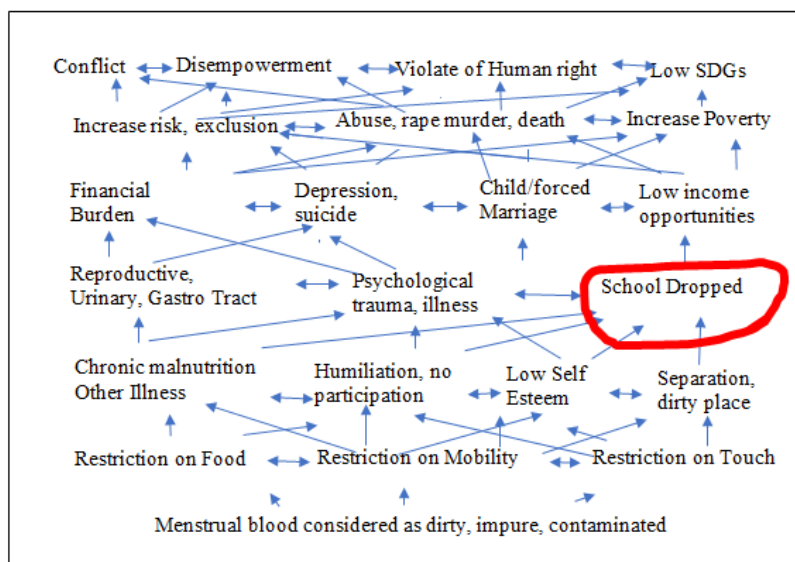 Conflict Disempowerment Violate of Human right Low SDGs
Increase risk, exclusion Abuse, rape murder, death Increase Poverty
Financial Burden Depression, suicide Child/forced Marriage Low income opportunities
Reproductive, Urinary, Gastro Tract Psychological trauma, illness School Dropped
Chronic malnutrition Other Illness Humiliation, no participation Low Self Esteem Separation, dirty place
Restriction on Food Restriction on Mobility Restriction on Touch
Menstrual blood considered as dirty, impure, contaminated